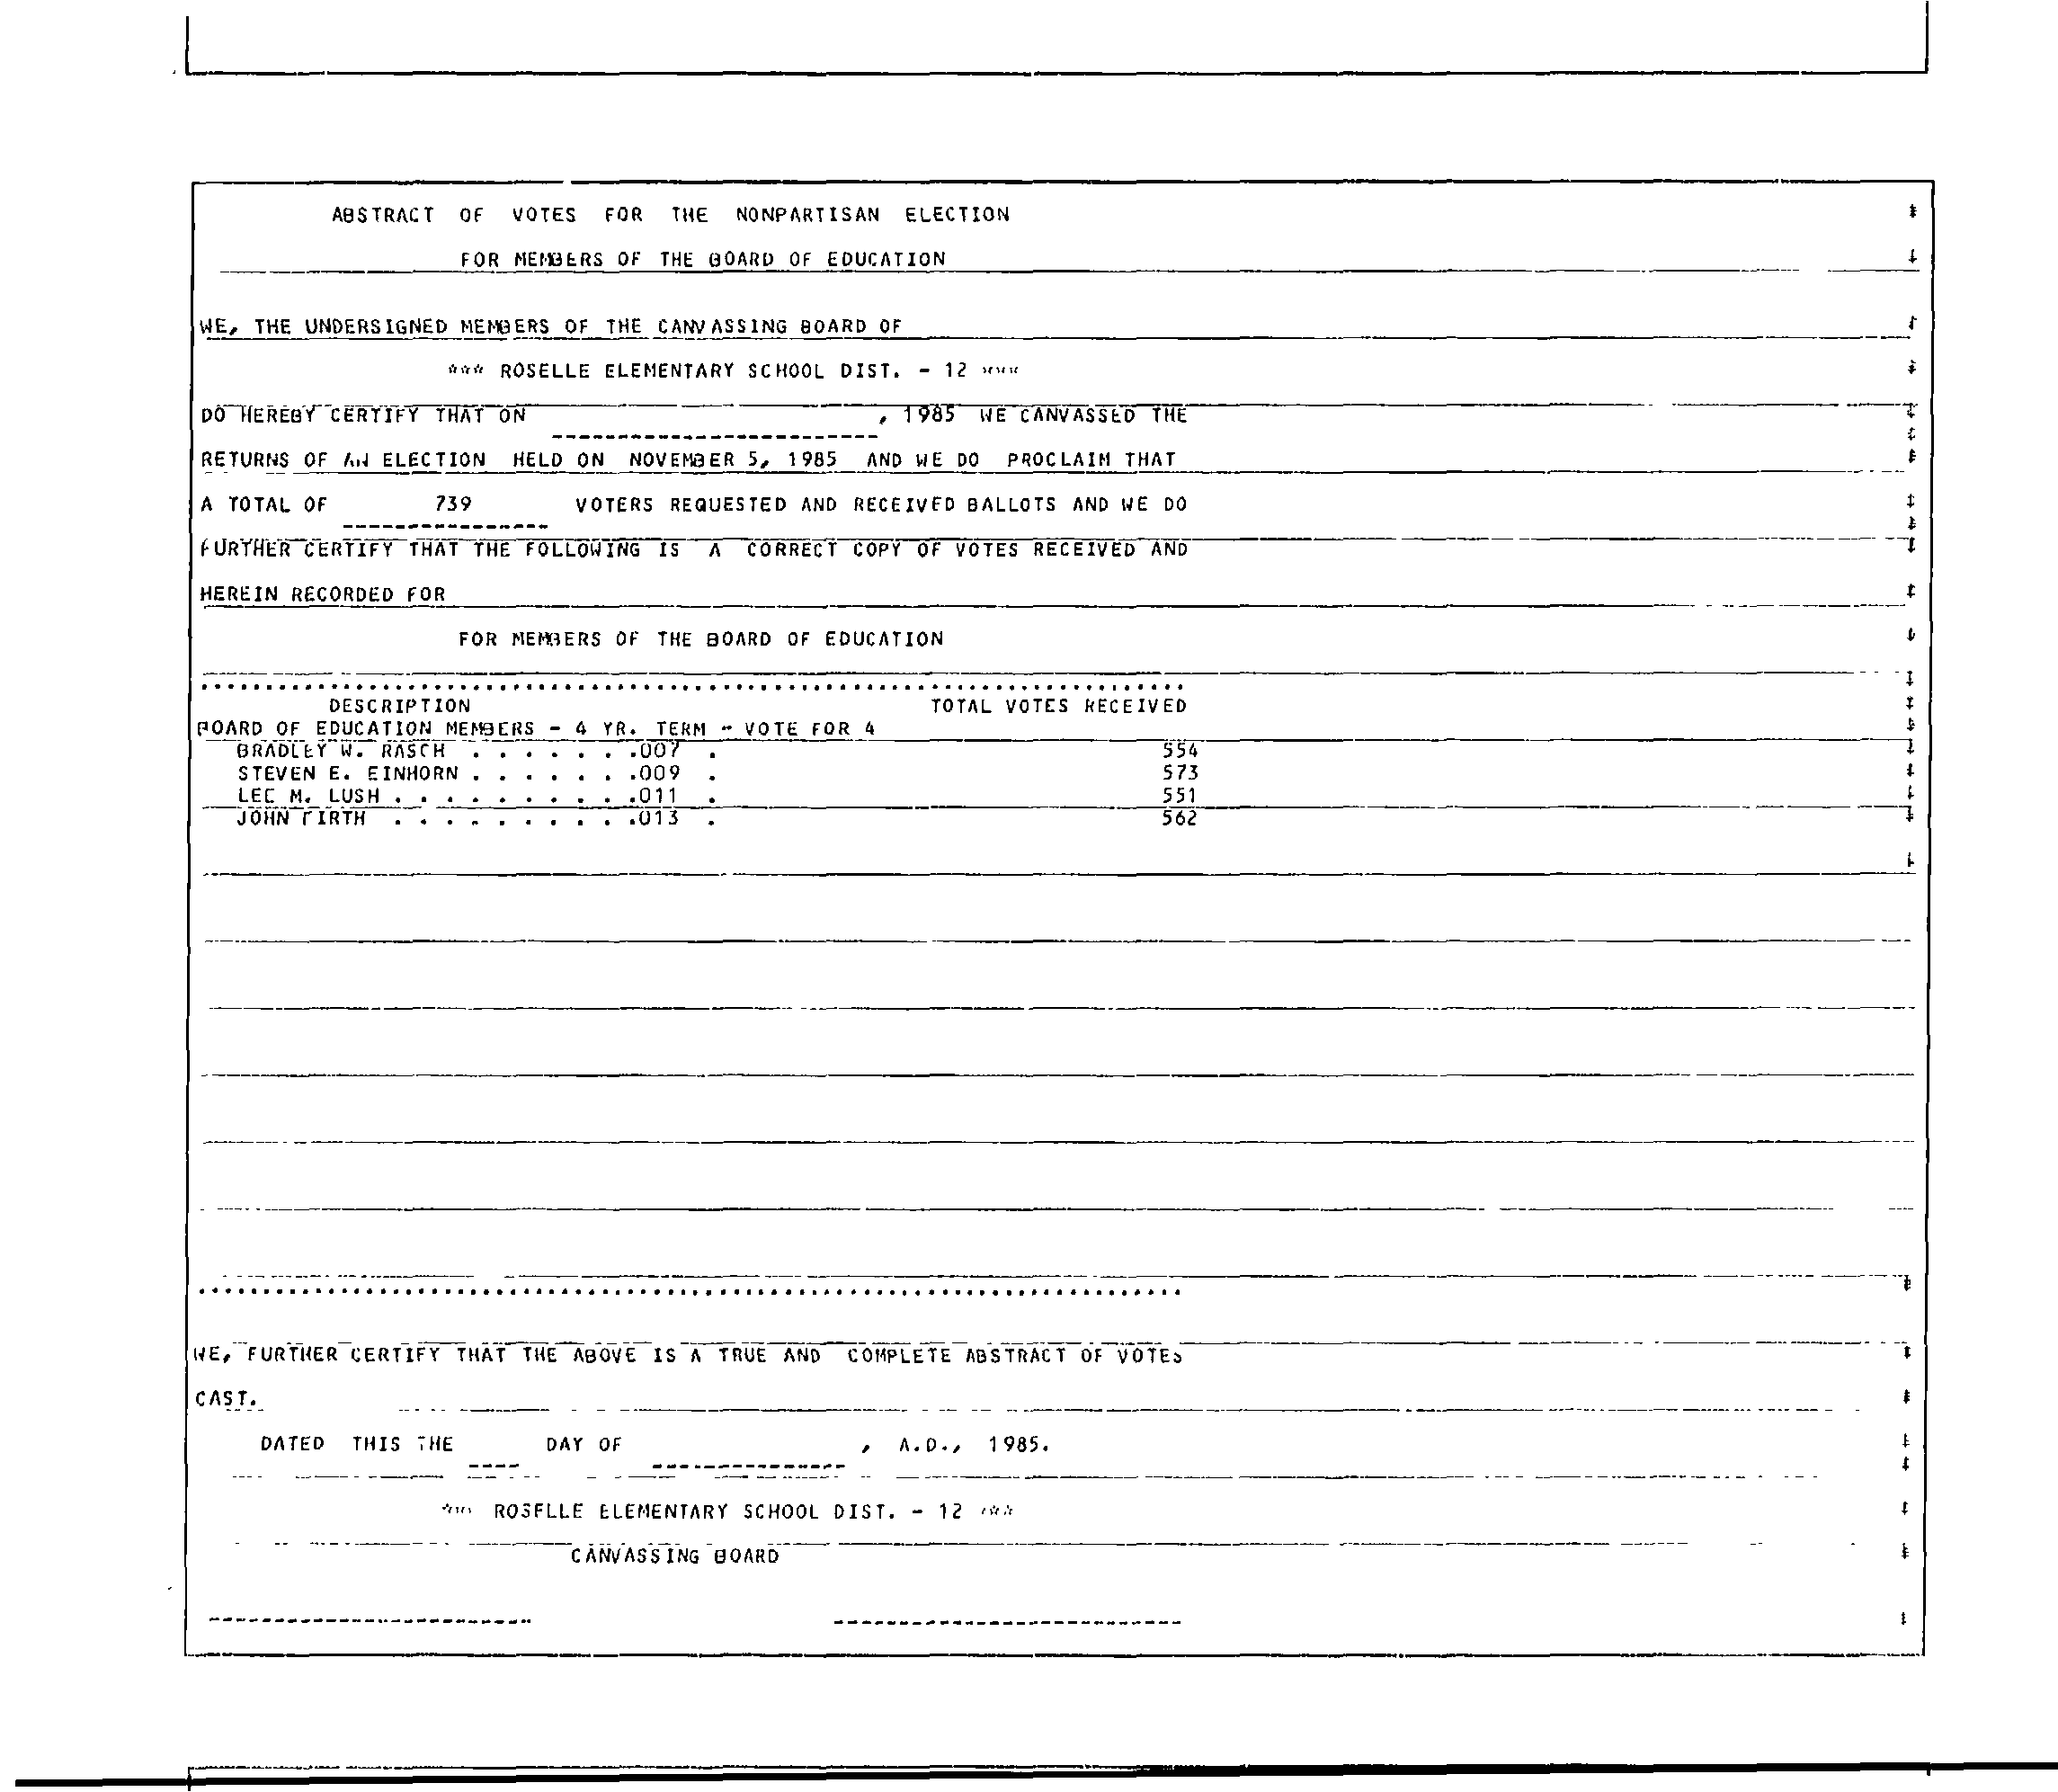 ABSTRACT OF VOTES FOR THE NONPARTISAN ELECTION
FOR MEMBERS OF THE BOARD OF EDUCATION
WE, THE UNDERSIGNED MEMBERS OF THE CANVASSING BOARD OF
*** ROSELLE ELEMENTARY SCHOOL DIST. - 12 ***
DO HEREBY CERTIFY THAT ON , 1985 WE CANVASSED THE
RETURNS OF AN ELECTION HELD ON NOVEMBER 5, 1985 AND WE DO PROCLAIM THAT
A TOTAL OF 739 VOTERS REQUESTED AND RECEIVED BALLOTS AND WE DO
FURTHER CERTIFY THAT THE FOLLOWING IS A CORRECT COPY OF VOTES RECEIVED AND
HEREIN RECORDED FOR
FOR MEMBERS OF THE BOARD OF EDUCATION
DESCRIPTION TOTAL VOTES RECEIVED
BOARD OF EDUCATION MEMBERS - 4 YR. TERM - VOTE FOR 4
BRADLEY W. RASCH . . . . . . .007 . 554
STEVEN E. EINHORN . . . . . . .009 . 573
LEE M. LUSH . . . . . . . . . .011 . 551
JOHN . . . . . . . . . .013 . 562
WE, FURTHER CERTIFY THAT THE ABOVE IS A TRUE AND COMPLETE ABSTRACT OF VOTES
CAST.
DATED THIS THE DAY OF , A.D., 1985.
*** ROSELLE ELEMENTARY SCHOOL DIST. - 12 ***
CANVASSING BOARD